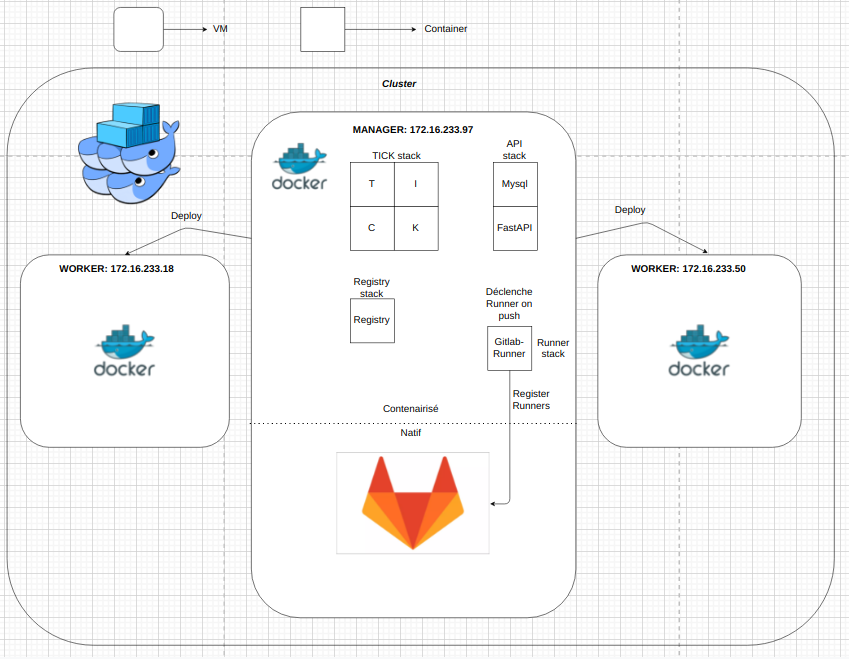 VM
Container
Cluster
MANAGER: 172.16.233.97
docker
TICK stack
T
I
C
K
API
stack
Mysql
FastAPI
Deploy
Deploy
WORKER: 172.16.233.18
docker
WORKER: 172.16.233.50
docker
Registry
stack
Registry
Déclenche
Runner on
push
Gitlab-
Runner
Runner
stack
Register
Runners
Contenairisé
Natif